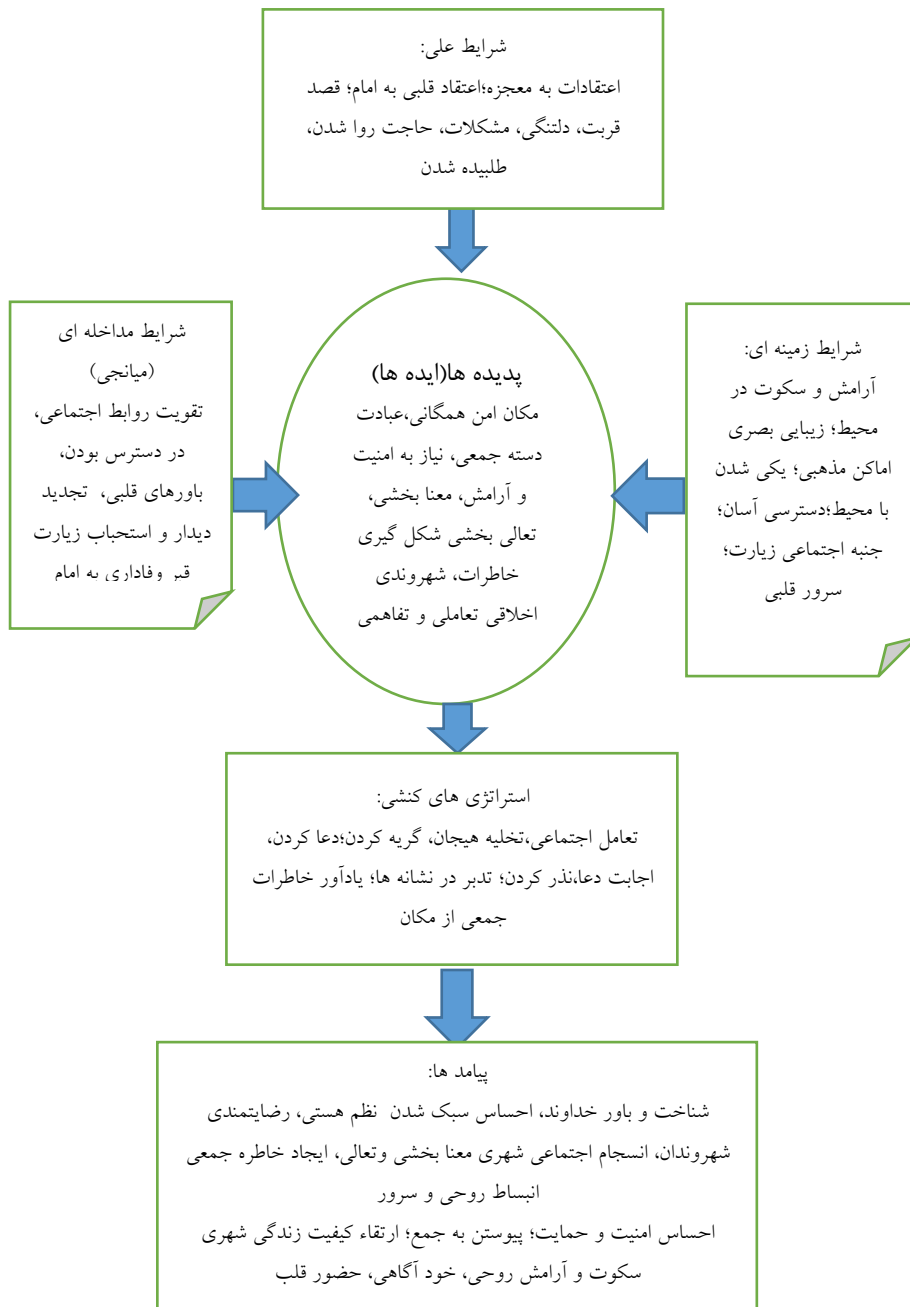 شرایط علی:
اعتقادات به معجزه؛اعتقاد قلبی به امام؛ قصد
قربت، دلتنگی، مشکلات، حاجت روا شدن،
طلبیده شدن
شرایط زمینه ای:
آرامش و سکوت در
محیط؛ زیبایی بصری
اماکن مذهبی؛ یکی شدن
با محیط؛دسترسی آسان؛
جنبه اجتماعی زیارت؛
سرور قلبی
پدیده ها(ایده ها)
مکان امن همگانی،عبادت
دسته جمعی، نیاز به امنیت
و آرامش، معنا بخشی،
تعالی بخشی شکل گیری
خاطرات، شهروندی
اخلاقی تعاملی و تفاهمی
شرایط مداخله ای
(میانجی)
تقویت روابط اجتماعی،
در دسترس بودن،
باورهای قلبی، تجدید
دیدار و استحباب زیارت
قبر وفاداری به امام
استراتژی های کنشی:
تعامل اجتماعی،تخلیه هیجان، گریه کردن؛دعا کردن،
اجابت دعا،نذر کردن؛ تدبر در نشانه ها؛ یادآور خاطرات
جمعی از مکان
پیامد ها:
شناخت و باور خداوند، احساس سبک شدن نظم هستی، رضایتمندی
شهروندان، انسجام اجتماعی شهری معنا بخشی وتعالی، ایجاد خاطره جمعی
انبساط روحی و سرور
احساس امنیت و حمایت؛ پیوستن به جمع؛ ارتقاء کیفیت زندگی شهری
سکوت و آرامش روحی، خود آگاهی، حضور قلب